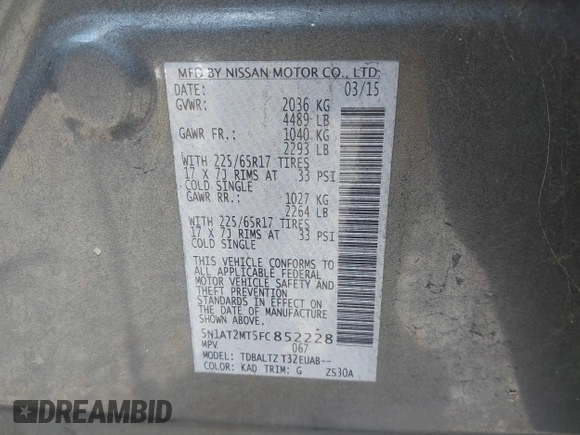 MFD BY NISSAN MOTOR CO., LTD.
DATE: 03/15
GVWR: 2036 KG
4489 LB
GAWR FR.: 1040 KG
2293 LB
WITH 225/65R17 TIRES
17 X 7J RIMS AT 33 PSI
COLD SINGLE
GAWR RR.: 1027 KG
2264 LB
WITH 225/65R17 TIRES
17 X 7J RIMS AT 33 PSI
COLD SINGLE
THIS VEHICLE CONFORMS TO
ALL APPLICABLE FEDERAL
MOTOR VEHICLE SAFETY AND
THEFT PREVENTION
STANDARDS IN EFFECT ON
THE DATE OF MANUFACTURE
SHOWN ABOVE.
5N1AT2MT5FC852228
MPV 067
MODEL: TDBALTZ T32EUAB--
COLOR: KAD TRIM: G ZS30A
DREAMBID